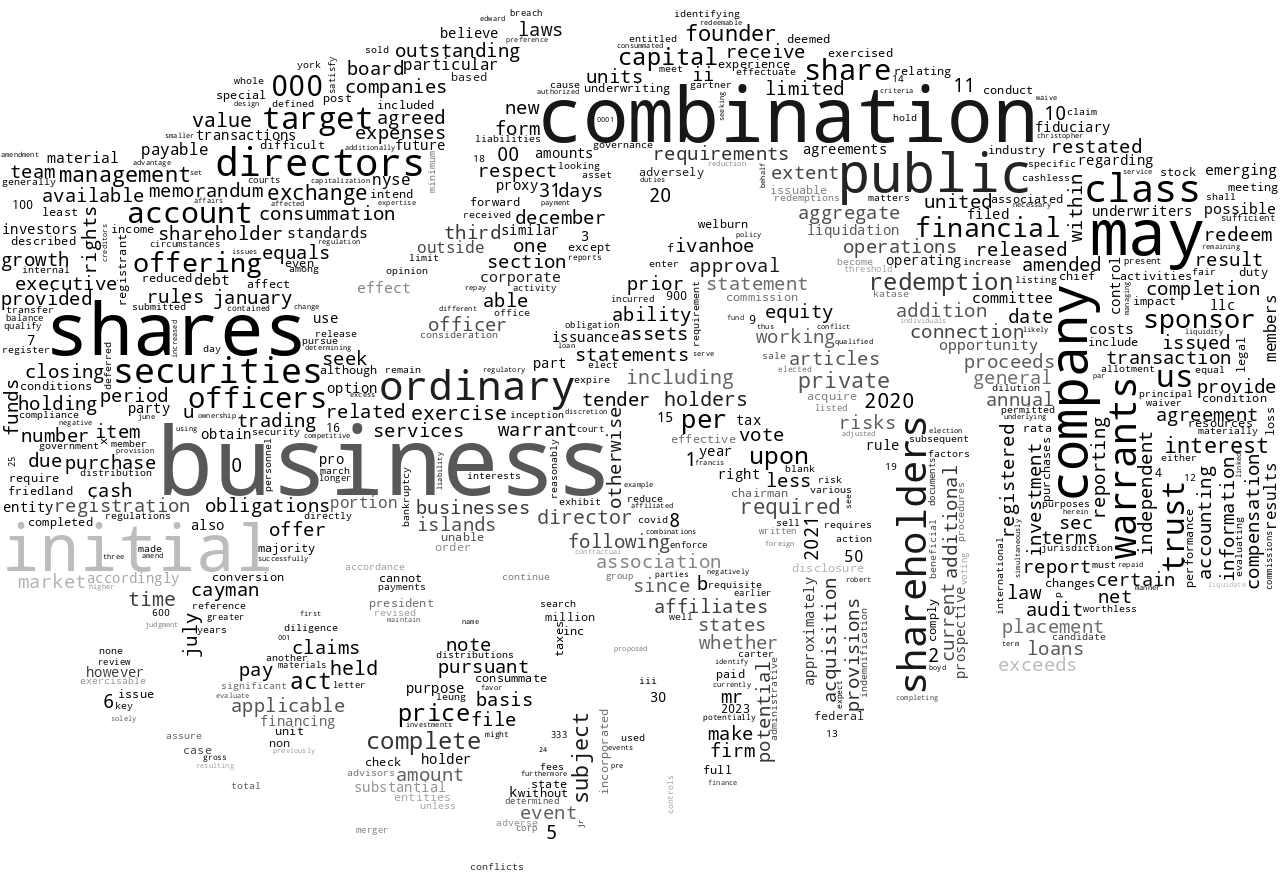 breach
identifying
edward
redeemable
believe
laws
preference
entitled
founder
deemed
sold
outstanding
consummated
capital
receive
exercised
york
board
particular
meet
experience
share
relating
whole
000
satisfy
companies
based
cause
units
ii
effectuate
14
special
defined
post
included
authorized
underwriting
gartner
limited
criteria
11
conduct
waive
design
value
target
agreed
new
combination
0001
seeking
hold
10
claim
smaller
transactions
expenses
form
fiduciary
difficult
additionally
future
liabilities
governance
christopher
amendment
payable
directors
18
00
amounts
requirements
agreements
industry
restated
material
advantage
courts
capitalization
minimum
respect
looking
adversely
reduction
behalf
extent
public
specific
regarding
team
management
set
proxy
asset
duties
redemptions
cashless
service
stock
emerging
generally
available
memorandum
exchange
nyse
intend
31
days
20
issuable
matters
united
associated
within
class
meeting
100
least
affairs
affected
expertise
forward
payment
necessary
shall
investors
rights
income
account
consummation
received
december
aggregate
filed
underwriters
possible
described
creditors
shareholder
standards
third
similar
3
welburn
liquidation
financial
may
sufficient
growth
circumstances
issues
regulation
outside
one
except
policy
operations
released
redeem
internal
registrant
offering
equals
limit
section
reports
ivanhoe
become
operating
increase
amended
control
remaining
executive
reduced
debt
even
among
opinion
corporate
enter
approval
threshold
listing
chief
present
result
provided
rules
january
affect
effect
repay
activity
prior
statement
redemption
activities
fair
duty
transfer
submitted
contained
change
different
able
incurred
900
commission
katase
committee
managing
completion
balance
shares
use
officer
office
ability
requirement
fund
9
equity
addition
date
company
impact
llc
members
qualify
increased
release
consideration
obligation
assets
thus
conflict
working
qualified
individuals
connection
likely
costs
sponsor
7
day
pursue
issuance
statements
serve
sale
articles
opportunity
include
issued
liquidity
register
deferred
determining
seek
loan
elected
proceeds
transaction
legal
closing
securities
although
remain
regulatory
part
elect
including
private
general
par
allotment
equal
us
conditions
period
option
excess
ordinary
expire
acquire
2020
dilution
annual
warrants
principal
provide
funds
holding
officers
tender
holders
listed
permitted
waiver
condition
compliance
party
june
u
ownership
related
exercise
inception
discretion
15
per
tax
risks
adjusted
underlying
agreement
negative
number
item
x
member
using
trading
services
warrant
court
otherwise
effective
vote
rule
shareholders
election
registered
rata
reporting
resources
materially
government
provision
obtain
security
16
competitive
1
year
upon
subsequent
factors
interest
loss
25
due
purchase
business
0
personnel
pro
march
longer
liability
interests
reasonably
francis
right
less
blank
risk
19
documents
purchases
investment
independent
either
require
distribution
various
seen
sec
4
12
information
linked
friedland
cash
example
chairman
additional
procedures
purposes
herein
trust
accounting
compensation
entity
registration
obligations
portion
bankruptcy
businesses
exhibit
reduce
affiliated
required
beneficial
terms
results
completed
regulations
directly
islands
director
covid
8
sell
2021
requires
current
voting
simultaneously
jurisdiction
performance
evaluating
commissions
initial
also
offer
unable
combinations
written
action
international
order
following
enforce
foreign
50
prospective
report
must
repaid
three
made
amend
majority
successfully
contractual
association
disclosure
changes
certain
manner
liquidate
market
accordingly
higher
conversion
accordance
cannot
continue
group
parties
since
b
requisite
earlier
approximately
robert
comply
law
p
net
time
cayman
payments
search
affiliates
acquisition
provisions
indemnification
audit
worthless
600
reference
greater
first
president
revised
million
well
states
2
placement
judgment
july
years
001
diligence
maintain
name
taxes
inc
whether
term
candidate
loans
none
another
claims
note
distributions
proposed
carter
boyd
exceeds
review
materials
pursuant
identify
potential
administrative
expect
completing
however
pay
held
consummate
iii
paid
currently
exercisable
significant
act
letter
purpose
favor
30
mr
evaluate
leung
basis
2023
6
issue
key
applicable
price
investments
file
potentially
federal
solely
financing
might
subject
incorporated
make
13
assure
unit
complete
333
used
firm
case
non
previously
24
events
gross
check
holder
fees
pre
negatively
resulting
advisors
amount
furthermore
full
total
substantial
state
finance
entities
k
without
controls
unless
determined
event
merger
adverse
corp
5
jr
conflicts